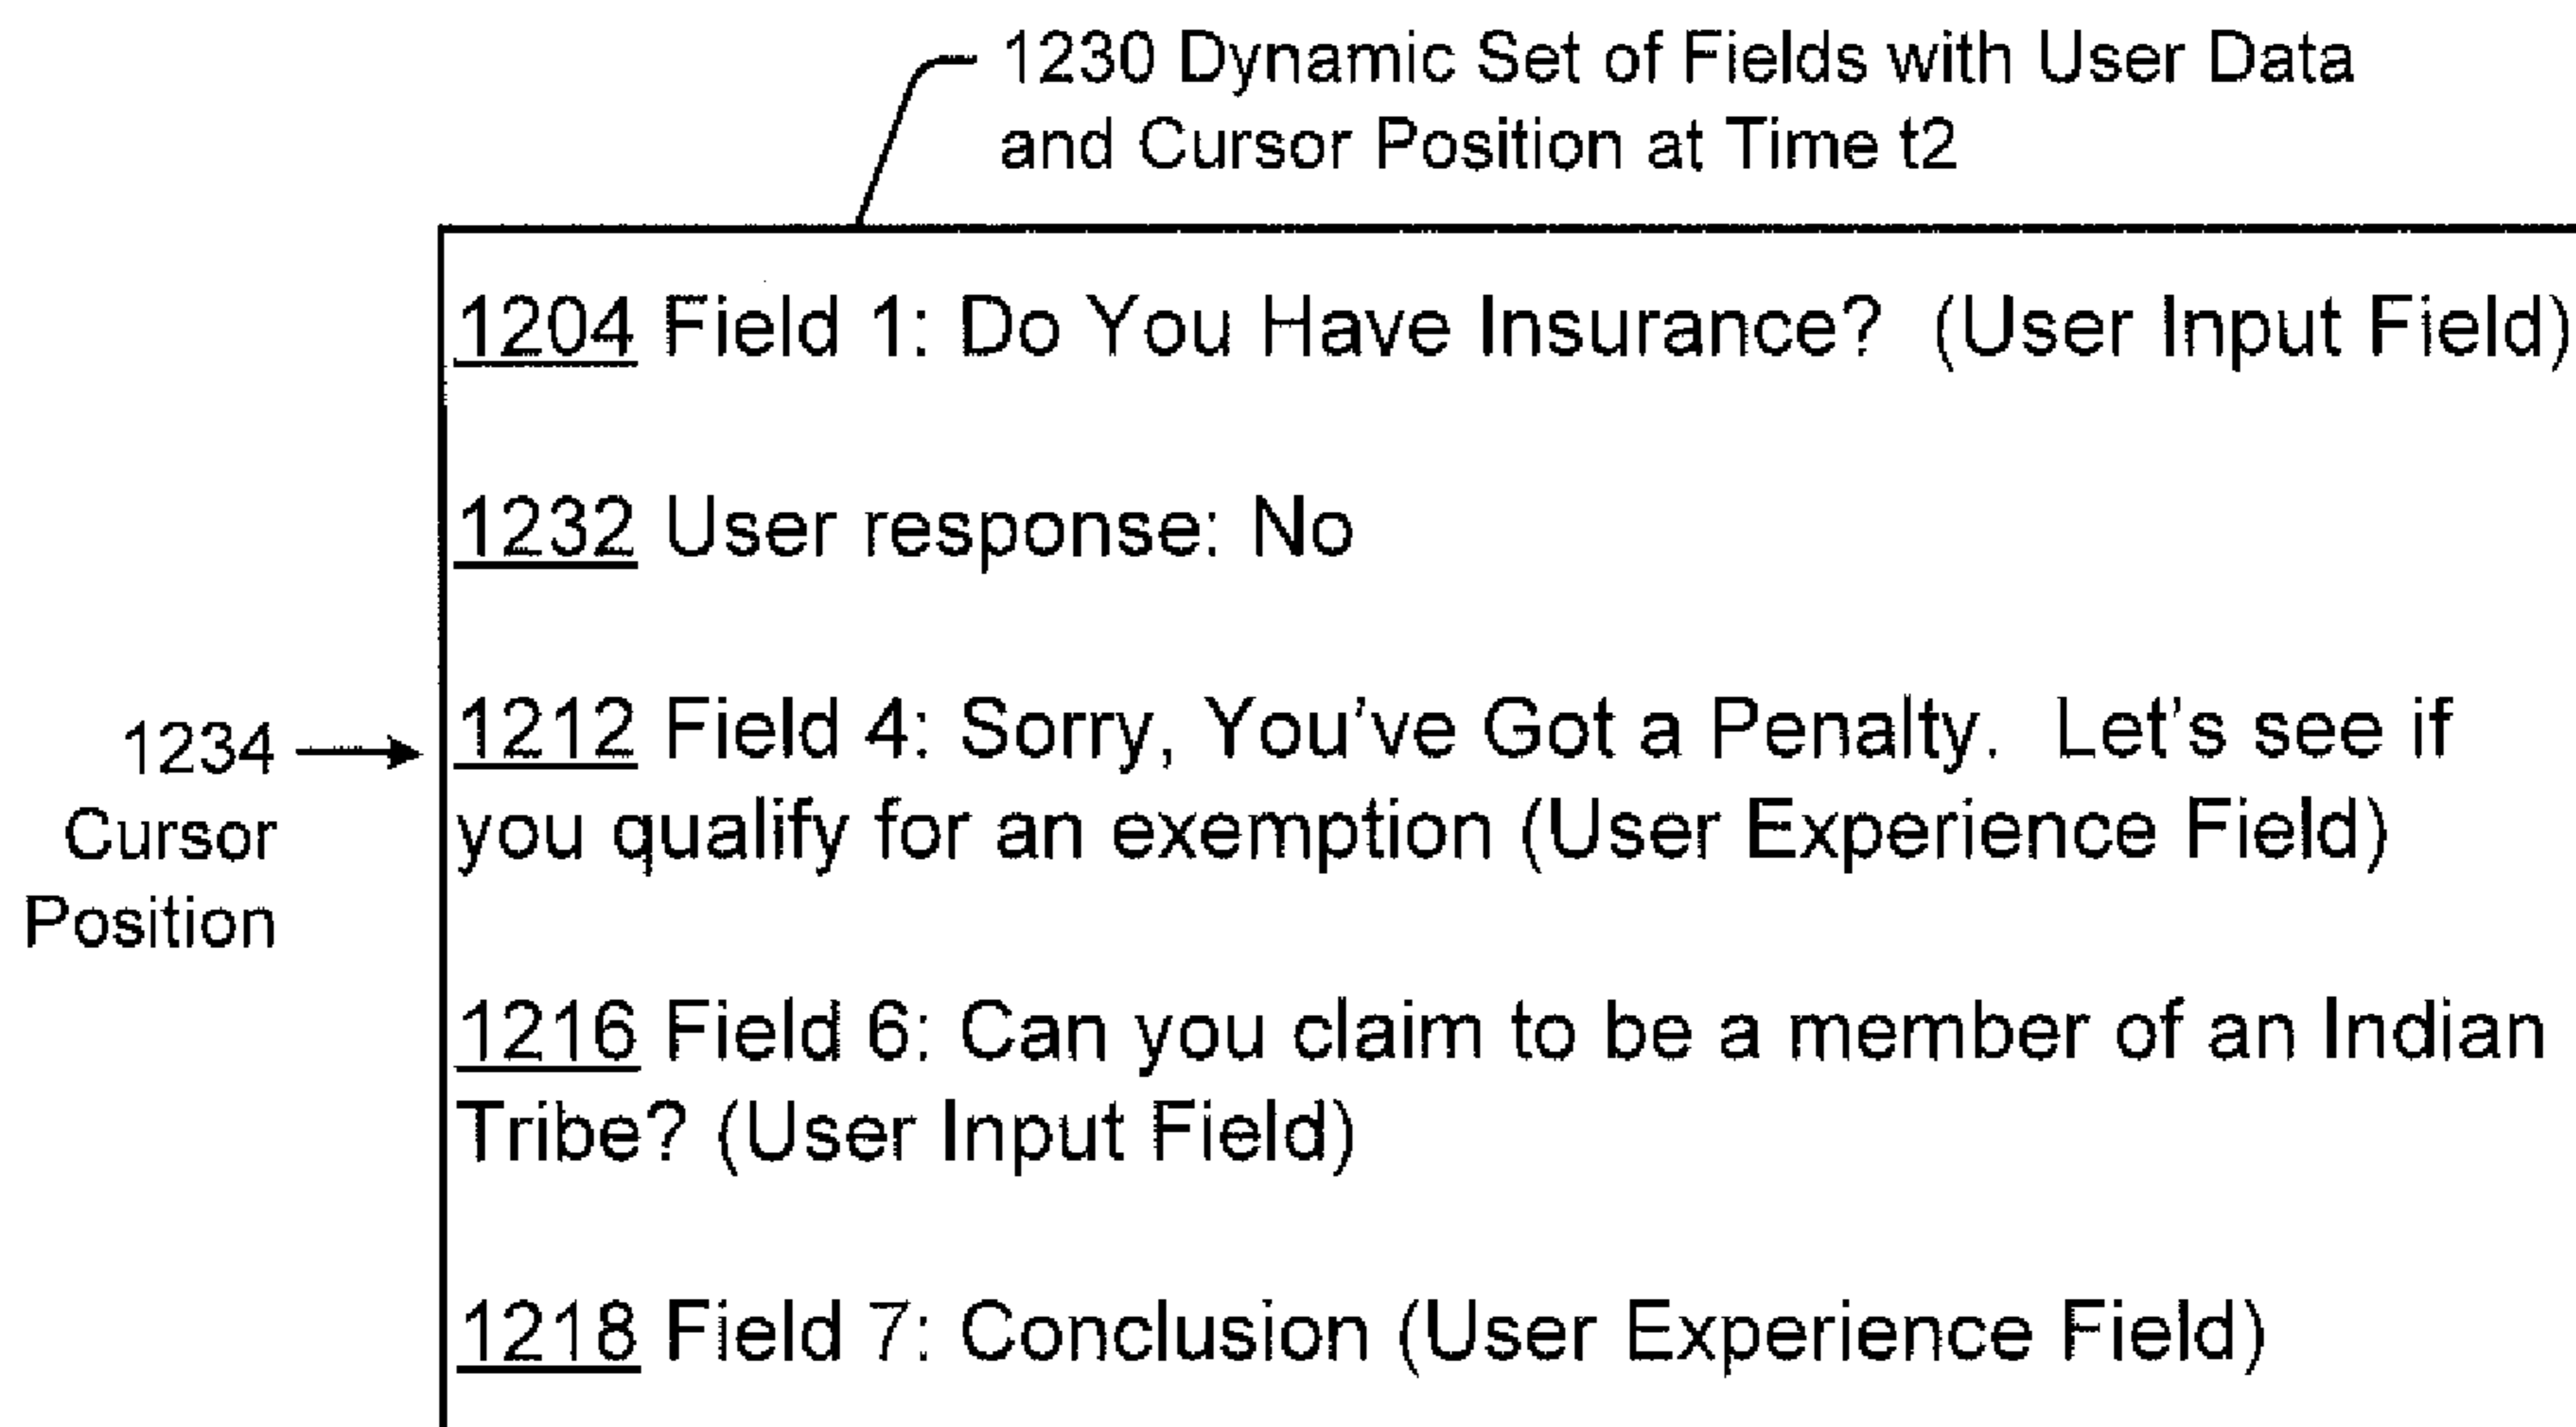 1230 Dynamic Set of Fields with User Data
and Cursor Position at Time t2
1204 Field 1: Do You Have Insurance? (User Input Field)
1232 User response: No
1234
Cursor
Position
1212 Field 4: Sorry, You've Got a Penalty. Let's see if
you qualify for an exemption (User Experience Field)
1216 Field 6: Can you claim to be a member of an Indian
Tribe? (User Input Field)
1218 Field 7: Conclusion (User Experience Field)